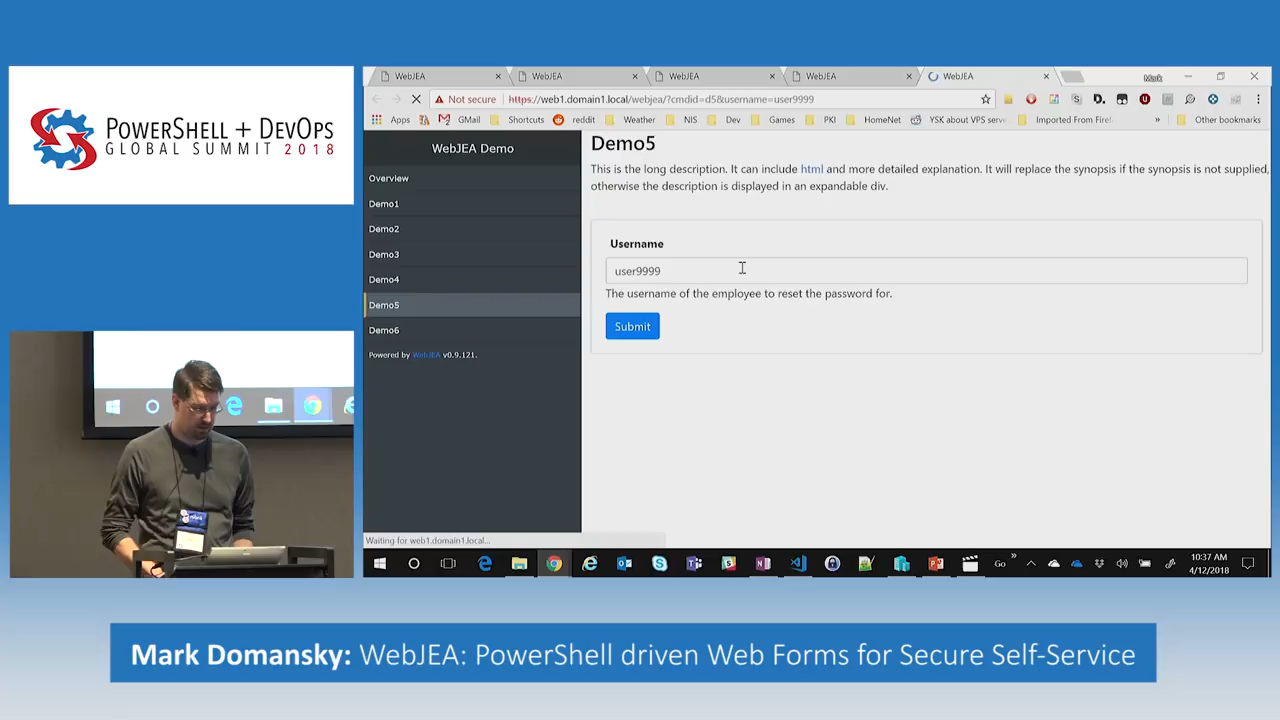 POWERSHELL + DEVOPS
GLOBAL SUMMIT 2018
WebJEA
WebJEA
WebJEA
WebJEA
WebJEA
Mark
Not secure
https://web1.domain1.local/webjea/?cmdid=d5&username=user9999
Apps
GMail
Shortcuts
reddit
Weather
NIS
Dev
Games
PKI
HomeNet
YSK about VPS serv
Imported From Firef
»
Other bookmarks
WebJEA Demo
Overview
Demo1
Demo2
Demo3
Demo4
Demo5
Demo6
Powered by WebJEA v0.9.121.
Demo5
This is the long description. It can include html and more detailed explanation. It will replace the synopsis if the synopsis is not supplied,
otherwise the description is displayed in an expandable div.
Username
user9999
The username of the employee to reset the password for.
Submit
Waiting for web1.domain1.local...
Go
10:37 AM
4/12/2018
Mark Domansky: WebJEA: PowerShell driven Web Forms for Secure Self-Service